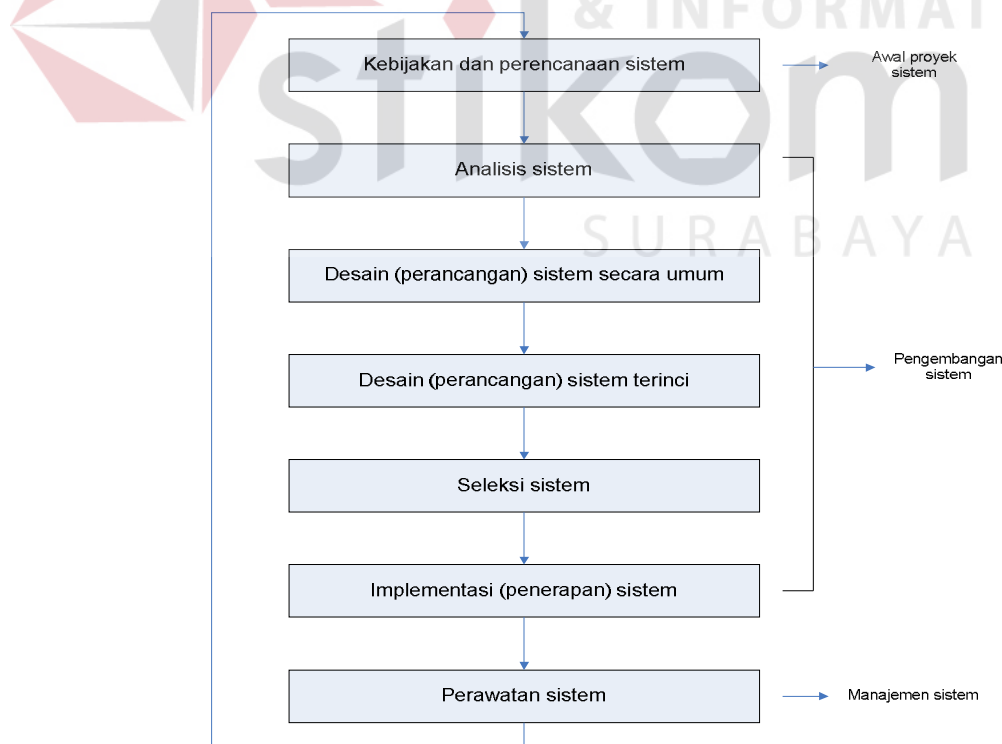 & INFORMAT
stikom
SURABAYA
Kebijakan dan perencanaan sistem
Awal proyek
sistem
Analisis sistem
Desain (perancangan) sistem secara umum
Desain (perancangan) sistem terinci
Pengembangan
sistem
Seleksi sistem
Implementasi (penerapan) sistem
Perawatan sistem
Manajemen sistem